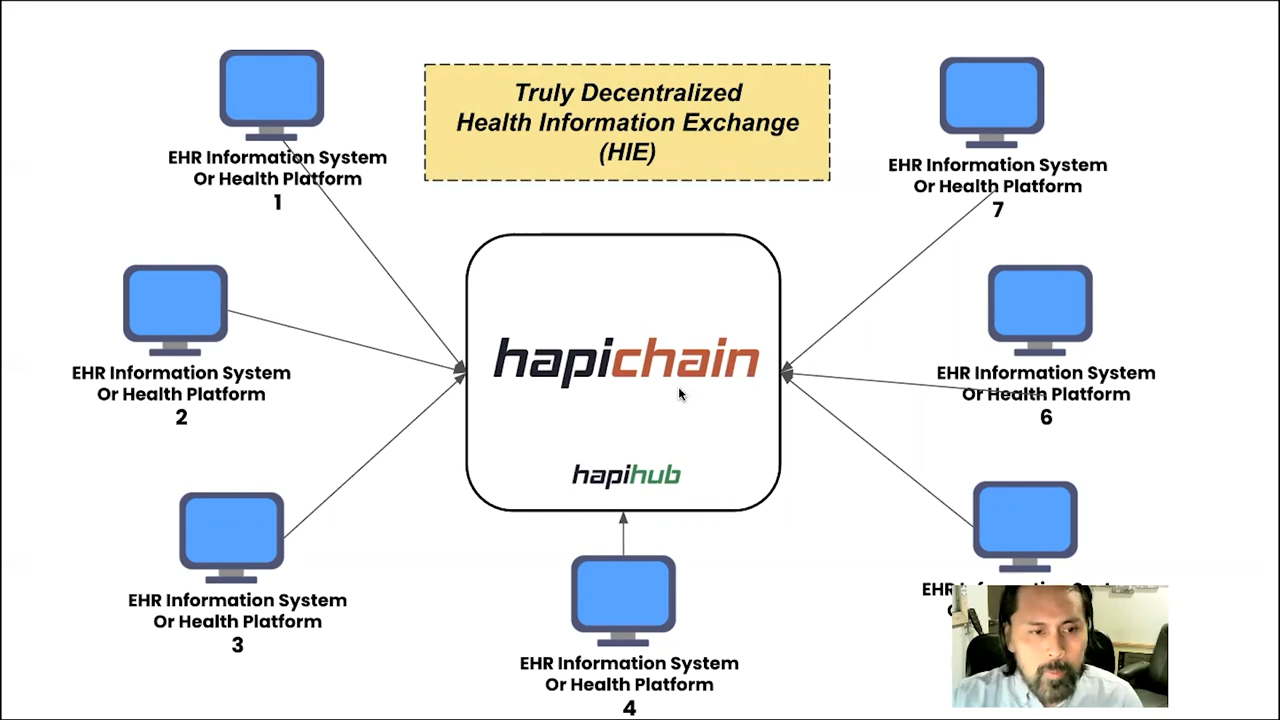 Truly Decentralized
Health Information Exchange
(HIE)
EHR Information System
Or Health Platform
1
EHR Information System
Or Health Platform
7
EHR Information System
Or Health Platform
2
hapichain
hapihub
EHR Information System
Or Health Platform
6
EHR Information System
Or Health Platform
3
EHR Information System
Or Health Platform
4
EHR